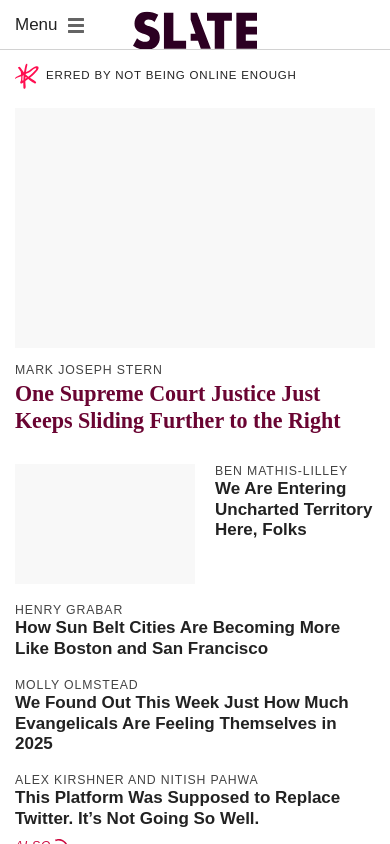 Menu
SLATE
ERRED BY NOT BEING ONLINE ENOUGH
MARK JOSEPH STERN
One Supreme Court Justice Just
Keeps Sliding Further to the Right
BEN MATHIS-LILLEY
We Are Entering
Uncharted Territory
Here, Folks
HENRY GRABAR
How Sun Belt Cities Are Becoming More
Like Boston and San Francisco
MOLLY OLMSTEAD
We Found Out This Week Just How Much
Evangelicals Are Feeling Themselves in
2025
ALEX KIRSHNER AND NITISH PAHWA
This Platform Was Supposed to Replace
Twitter. It’s Not Going So Well.
ALSO